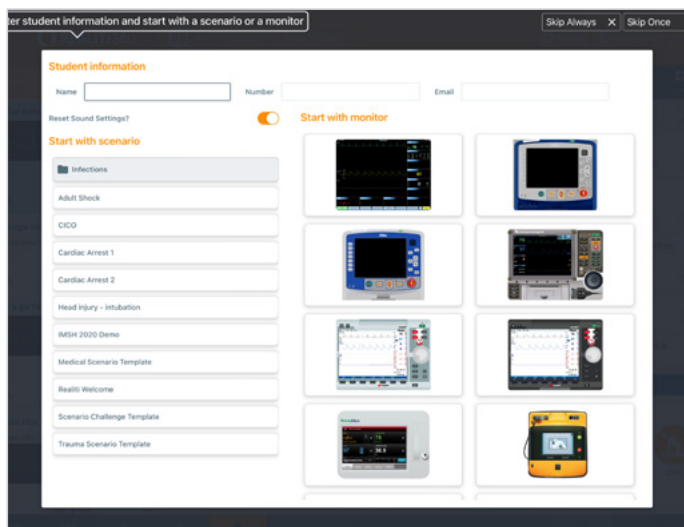 ter student information and start with a scenario or a monitor
Skip Always X Skip Once
Student information
Name Number Email
Reset Sound Settings?
Start with monitor
Start with scenario
Infections
Adult Shock
CICO
Cardiac Arrest 1
Cardiac Arrest 2
Head injury - intubation
IMSH 2020 Demo
Medical Scenario Template
Realiti Welcome
Scenario Challenge Template
Trauma Scenario Template